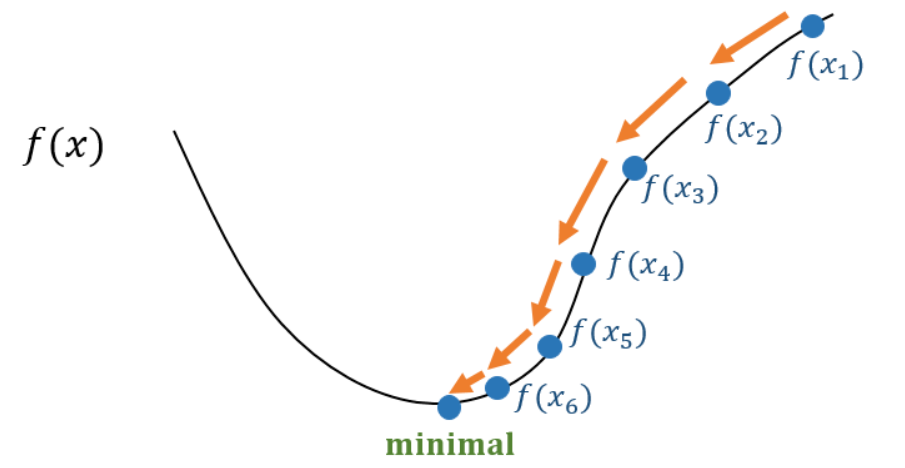 f(x)
f(x₁)
f(x₂)
f(x₃)
f(x₄)
f(x₅)
f(x₆)
minimal